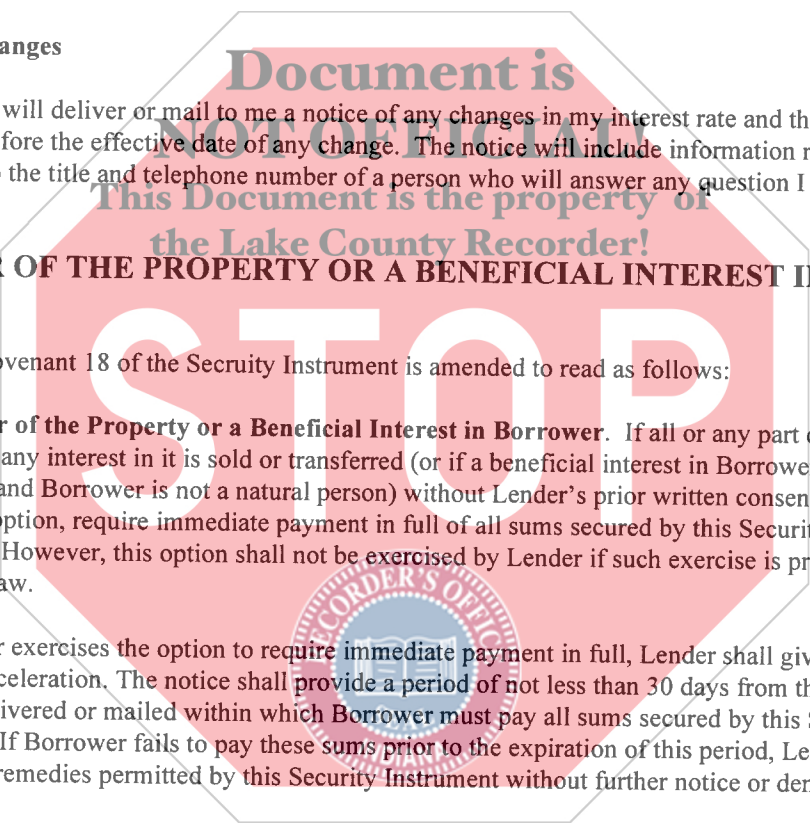 anges
Document is
will deliver or mail to me a notice of any changes in my interest rate and th
NOT OFFICIAL!
fore the effective date of any change. The notice will include information r
the title and telephone number of a person who will answer any question I
This Document is the property of
the Lake County Recorder!
R OF THE PROPERTY OR A BENEFICIAL INTEREST I
STOP
ovenant 18 of the Secruity Instrument is amended to read as follows:
r of the Property or a Beneficial Interest in Borrower. If all or any part
any interest in it is sold or transferred (or if a beneficial interest in Borrowe
and Borrower is not a natural person) without Lender's prior written consen
option, require immediate payment in full of all sums secured by this Securit
However, this option shall not be exercised by Lender if such exercise is pr
aw.
RECORDER'S OFFICE
r exercises the option to require immediate payment in full, Lender shall giv
celeration. The notice shall provide a period of not less than 30 days from th
ivered or mailed within which Borrower must pay all sums secured by this S
If Borrower fails to pay these sums prior to the expiration of this period, Le
remedies permitted by this Security Instrument without further notice or der